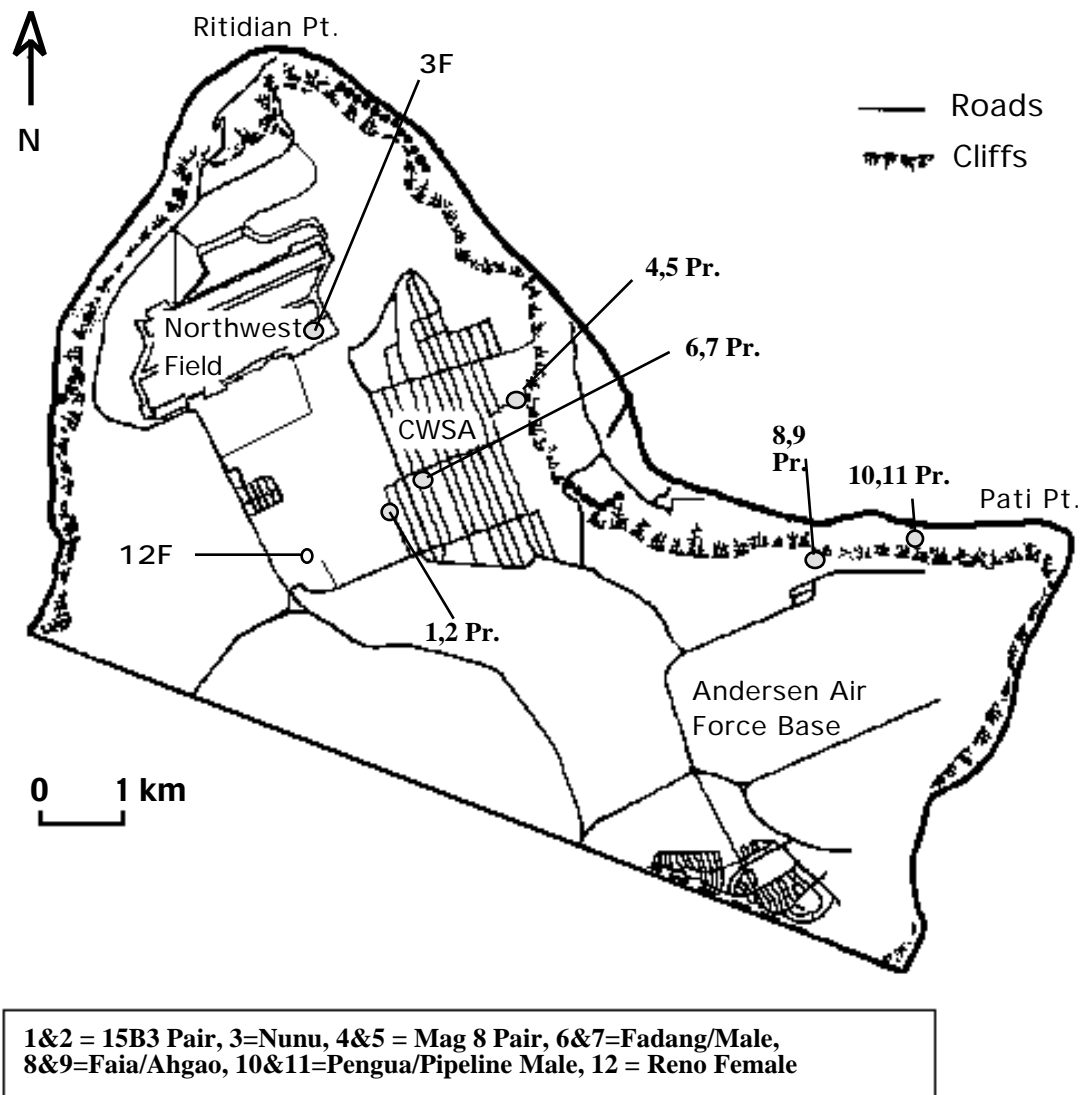 Ritidian Pt.
3F
N
Roads
Cliffs
4,5 Pr.
Northwest
Field
6,7 Pr.
CWSA
8,9
Pr.
10,11 Pr.
Pati Pt.
12F
1,2 Pr.
Andersen Air
Force Base
0 1 km
1&2 = 15B3 Pair, 3=Nunu, 4&5 = Mag 8 Pair, 6&7=Fadang/Male,
8&9=Faia/Ahgao, 10&11=Pengua/Pipeline Male, 12 = Reno Female